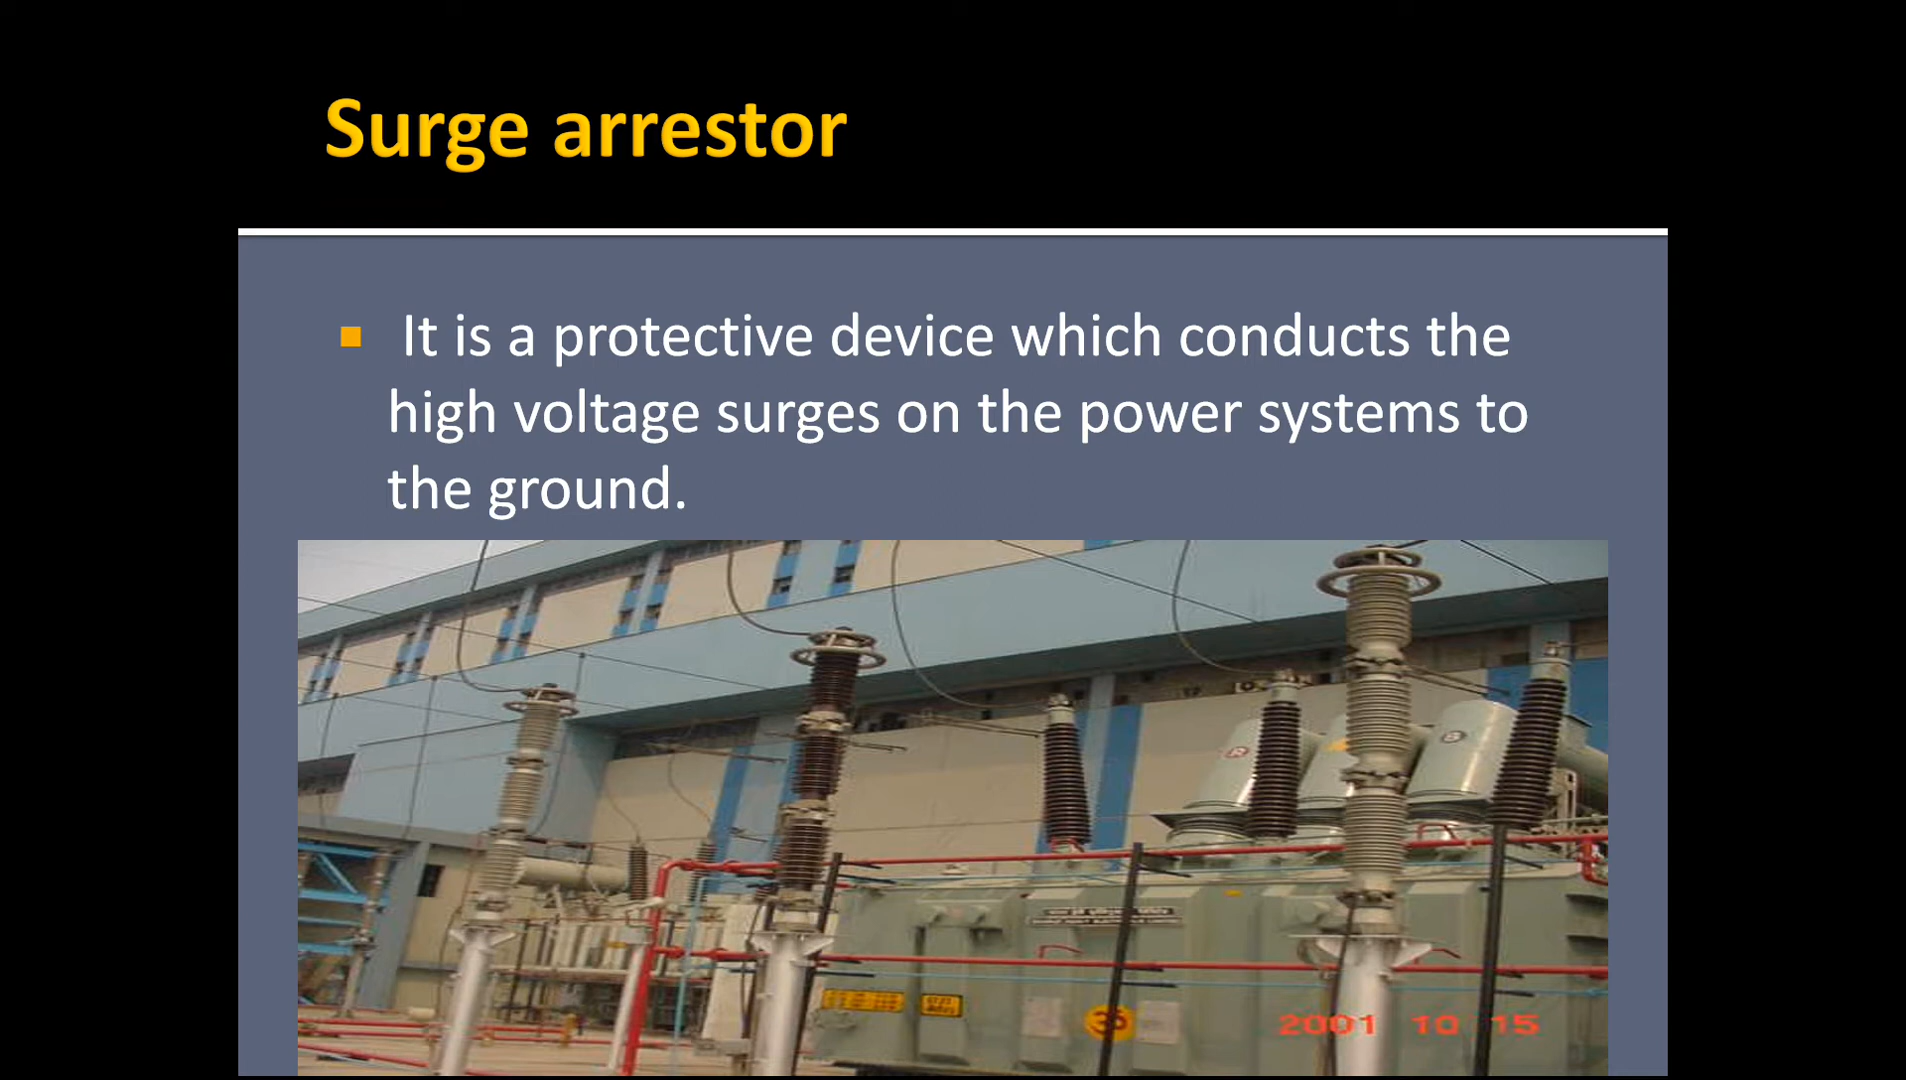 Surge arrestor
It is a protective device which conducts the
high voltage surges on the power systems to
the ground.
R
B
2001 10 15